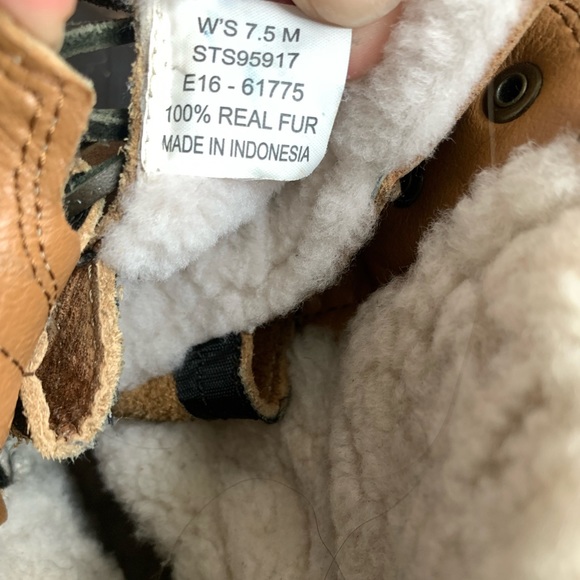 W'S 7.5 M
STS95917
E16 - 61775
100% REAL FUR
MADE IN INDONESIA